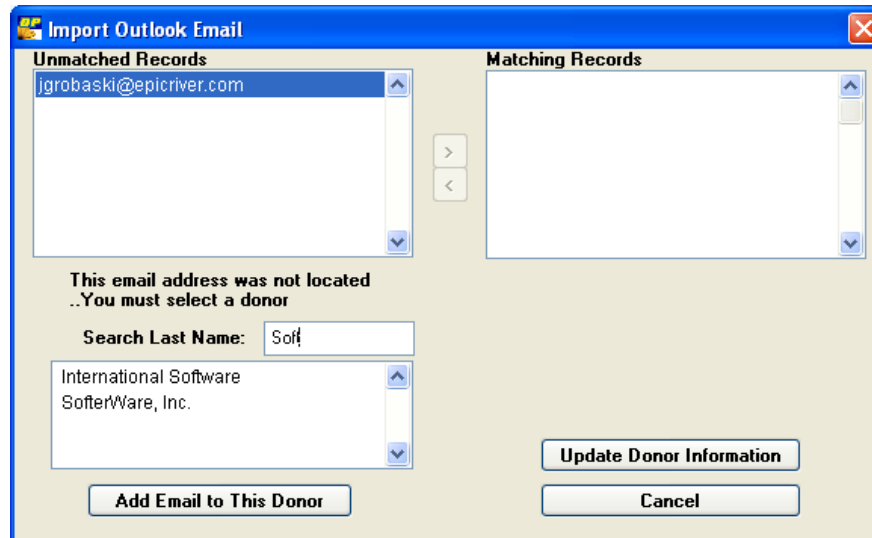 Import Outlook Email
Unmatched Records
Matching Records
jgrobaski@epicriver.com
>
<
This email address was not located
..You must select a donor
Search Last Name:
Soft
International Software
SofterWare, Inc.
Update Donor Information
Add Email to This Donor
Cancel